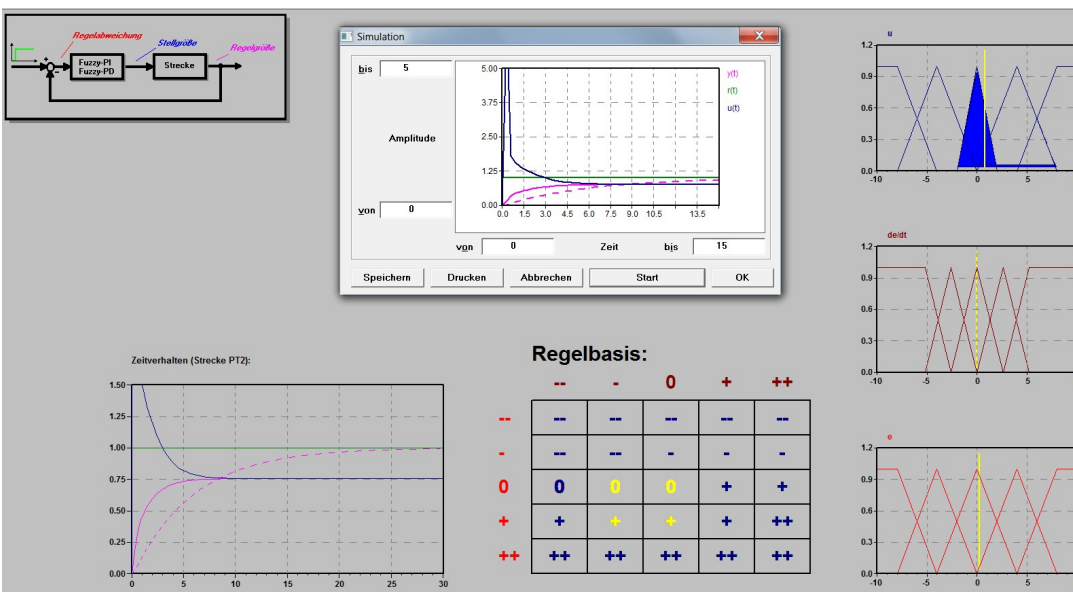 Regelabweichung
Stellgröße
Regelgröße
+
-
Fuzzy-PI
Fuzzy-PD
Strecke
Simulation
bis 5
Amplitude
von 0
5.00
3.75
2.50
1.25
0.00
0.0 1.5 3.0 4.5 6.0 7.5 9.0 10.5 13.5
y(t)
r(t)
u(t)
von 0 Zeit bis 15
Speichern Drucken Abbrechen Start OK
u
1.2
0.9
0.6
0.3
0.0
-10 -5 0 5
de/dt
1.2
0.9
0.6
0.3
0.0
-10 -5 0 5
e
1.2
0.9
0.6
0.3
0.0
-10 -5 0 5
Zeitverhalten (Strecke PT2):
1.50
1.25
1.00
0.75
0.50
0.25
0.00
0 5 10 15 20 25 30
Regelbasis:
-- - 0 + ++
-- -- -- -- -- --
- -- -- - - -
0 0 0 0 + +
+ + + + + ++
++ ++ ++ ++ ++ ++